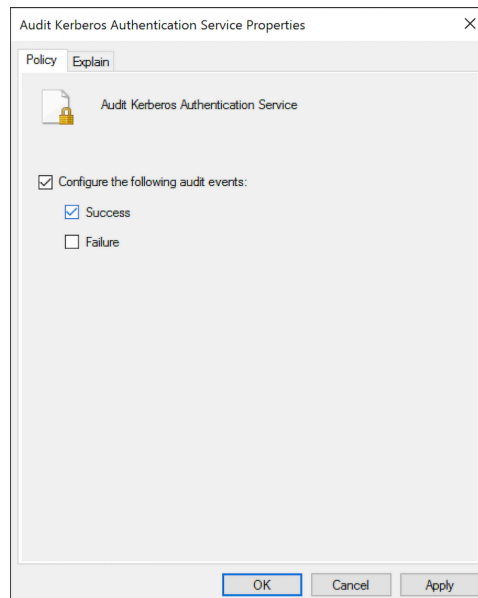 Audit Kerberos Authentication Service Properties
Policy
Explain
Audit Kerberos Authentication Service
Configure the following audit events:
Success
Failure
OK
Cancel
Apply